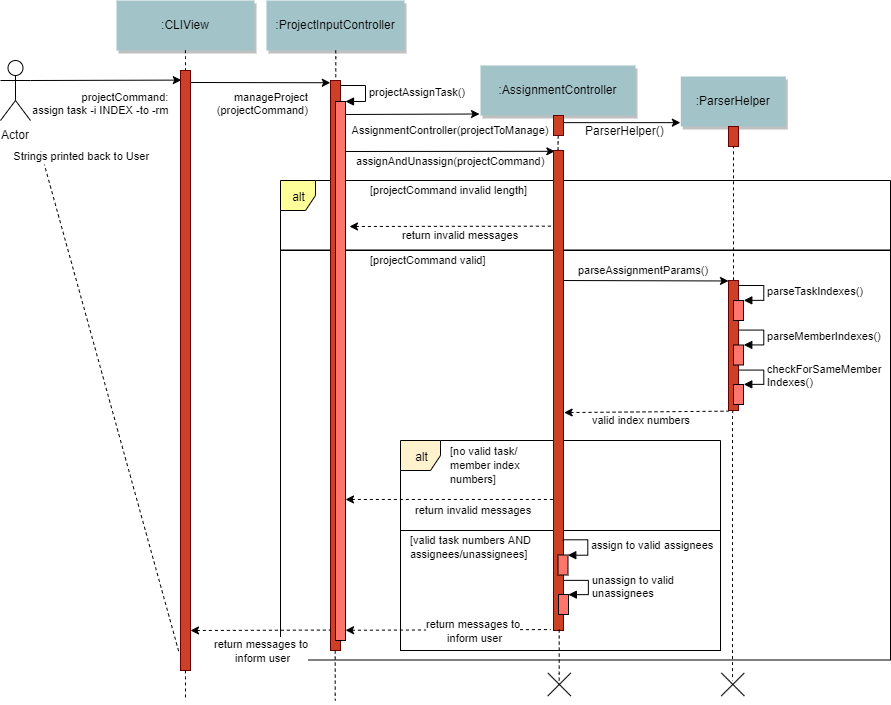 :CLIView
:ProjectInputController
:AssignmentController
:ParserHelper
Actor
projectCommand:
assign task -i INDEX -to -rm
manageProject
(projectCommand)
projectAssignTask()
AssignmentController(projectToManage)
ParserHelper()
Strings printed back to User
assignAndUnassign(projectCommand)
alt
[projectCommand invalid length]
return invalid messages
[projectCommand valid]
parseAssignmentParams()
parseTaskIndexes()
parseMemberIndexes()
checkForSameMember
Indexes()
valid index numbers
alt
[no valid task/
member index
numbers]
return invalid messages
[valid task numbers AND
assignees/unassignees]
assign to valid assignees
unassign to valid
unassignees
return messages to
inform user
return messages to
inform user